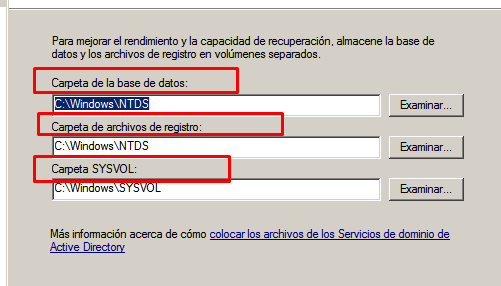 Para mejorar el rendimiento y la capacidad de recuperación, almacene la base de
datos y los archivos de registro en volúmenes separados.
Carpeta de la base de datos:
C:\Windows\NTDS
Examinar...
Carpeta de archivos de registro:
C:\Windows\NTDS
Examinar...
Carpeta SYSVOL:
C:\Windows\SYSVOL
Examinar...
Más información acerca de cómo colocar los archivos de los Servicios de dominio de
Active Directory